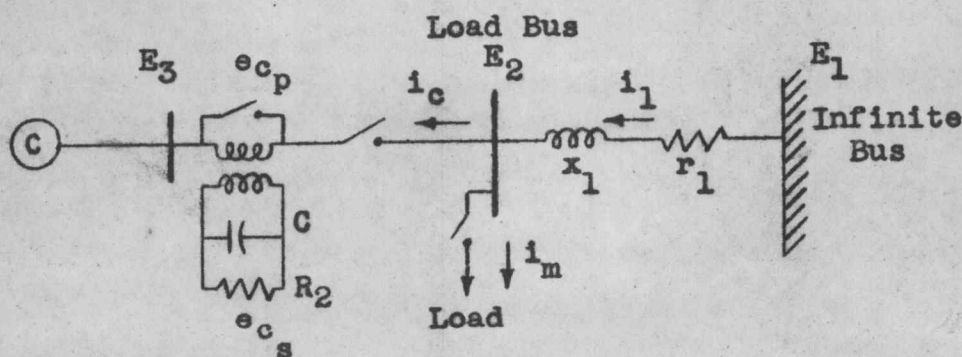 Load Bus
E3 ecp E2 E1
ic i1
C Infinite
Bus
x1 r1
C
im
R2
ecs Load